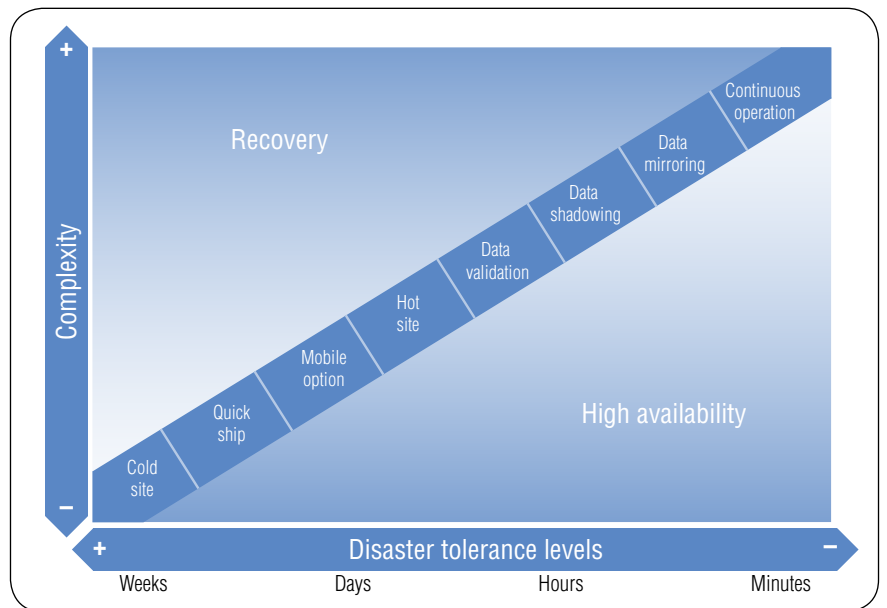 +
Complexity
−
Recovery
High availability
Continuous
operation
Data
mirroring
Data
shadowing
Data
validation
Hot
site
Mobile
option
Quick
ship
Cold
site
+ Disaster tolerance levels −
Weeks Days Hours Minutes